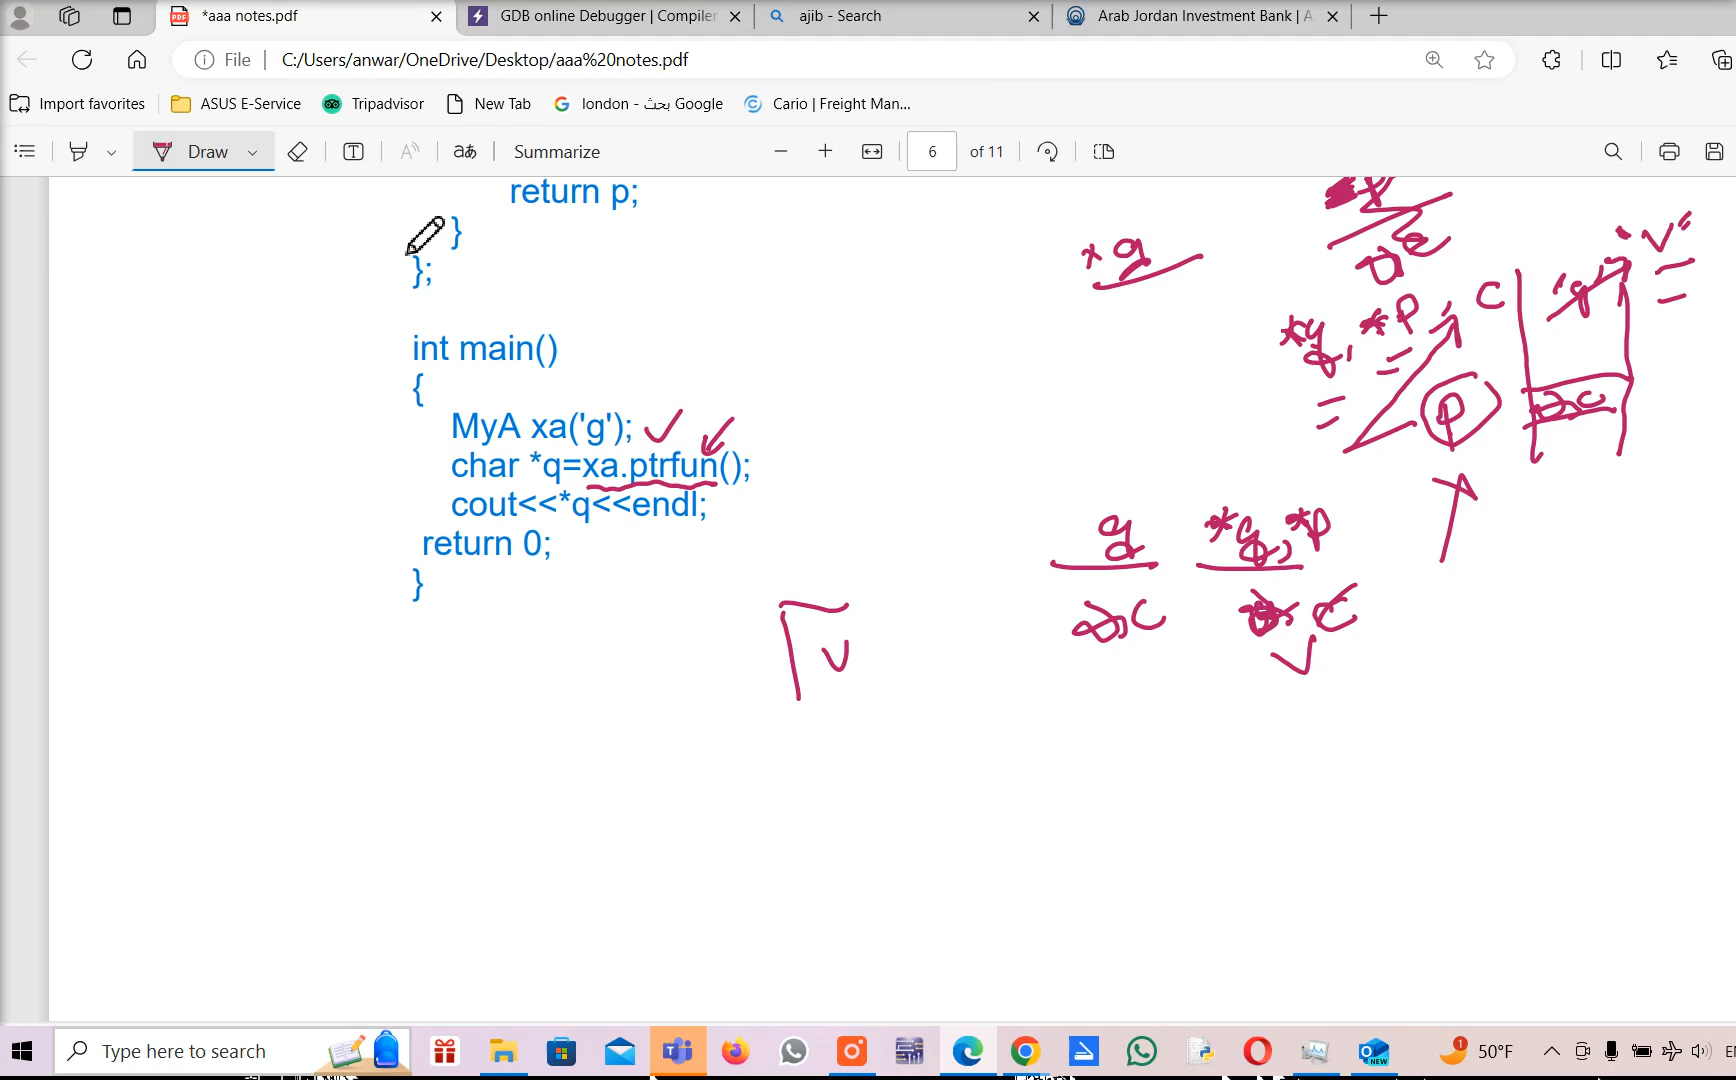 *aaa notes.pdf
GDB online Debugger | Compiler
ajib - Search
Arab Jordan Investment Bank | A
File
C:/Users/anwar/OneDrive/Desktop/aaa%20notes.pdf
Import favorites
ASUS E-Service
Tripadvisor
New Tab
london - بحث Google
Cario | Freight Man...
Draw
Summarize
6
of 11
return p;
}
};
int main()
{
MyA xa('g');
char *q=xa.ptrfun();
cout<<*q<<endl;
return 0;
}
* q
"V"
C
'g'
*q, *P
P
q
*q, *P
C
V
Type here to search
1
50°F